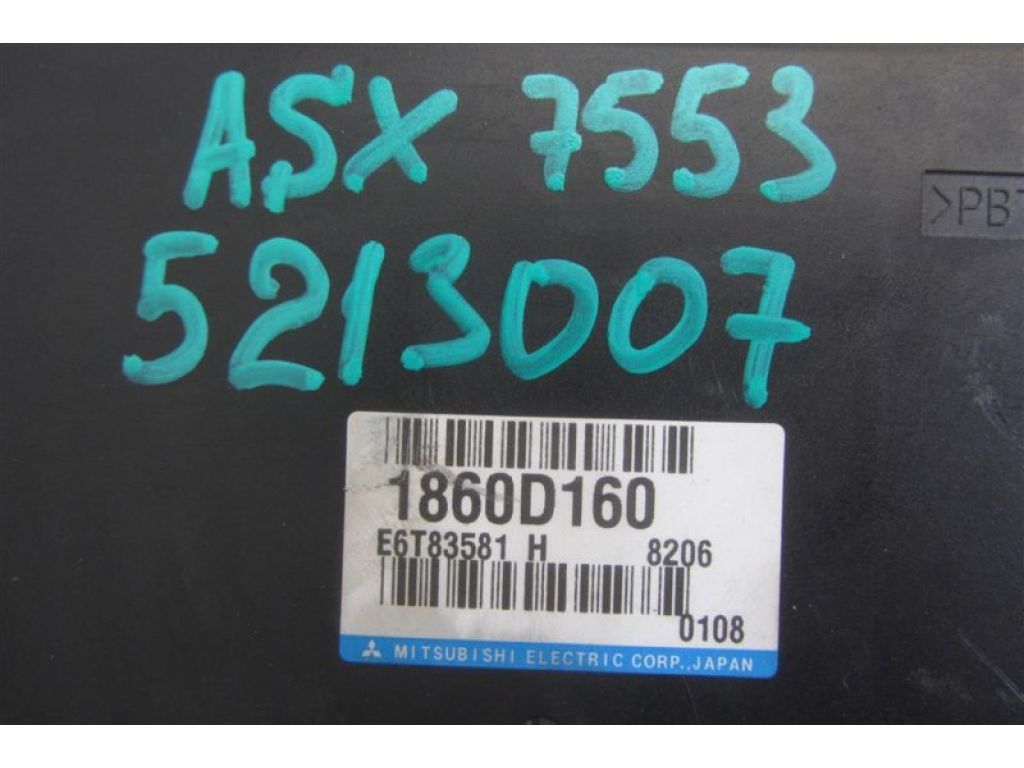 ASX 7553
>PBT
5213007
1860D160
E6T83581 H 8206
0108
MITSUBISHI ELECTRIC CORP., JAPAN